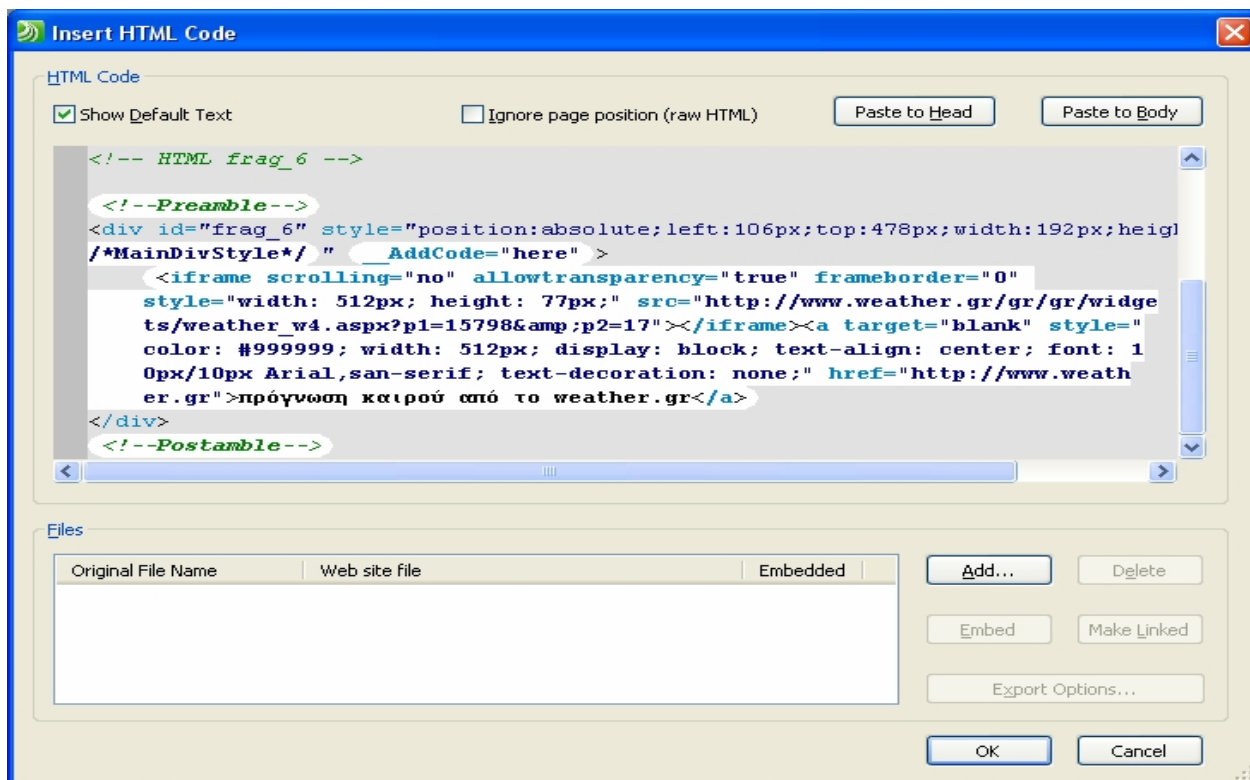 Insert HTML Code
HTML Code
Show Default Text
Ignore page position (raw HTML)
Paste to Head
Paste to Body
<!-- HTML frag_6 -->
<!--Preamble-->
<div id="frag_6" style="position:absolute;left:106px;top:478px;width:192px;heigl
/*MainDivStyle*/ " __AddCode="here" >
<iframe scrolling="no" allowtransparency="true" frameborder="0"
style="width: 512px; height: 77px;" src="http://www.weather.gr/gr/gr/widge
ts/weather_w4.aspx?p1=15798&amp;p2=17"></iframe><a target="blank" style="
color: #999999; width: 512px; display: block; text-align: center; font: 1
0px/10px Arial,san-serif; text-decoration: none;" href="http://www.weath
er.gr">πρόγνωση καιρού από το weather.gr</a>
</div>
<!--Postamble-->
Files
Original File Name
Web site file
Embedded
Add...
Delete
Embed
Make Linked
Export Options...
OK
Cancel